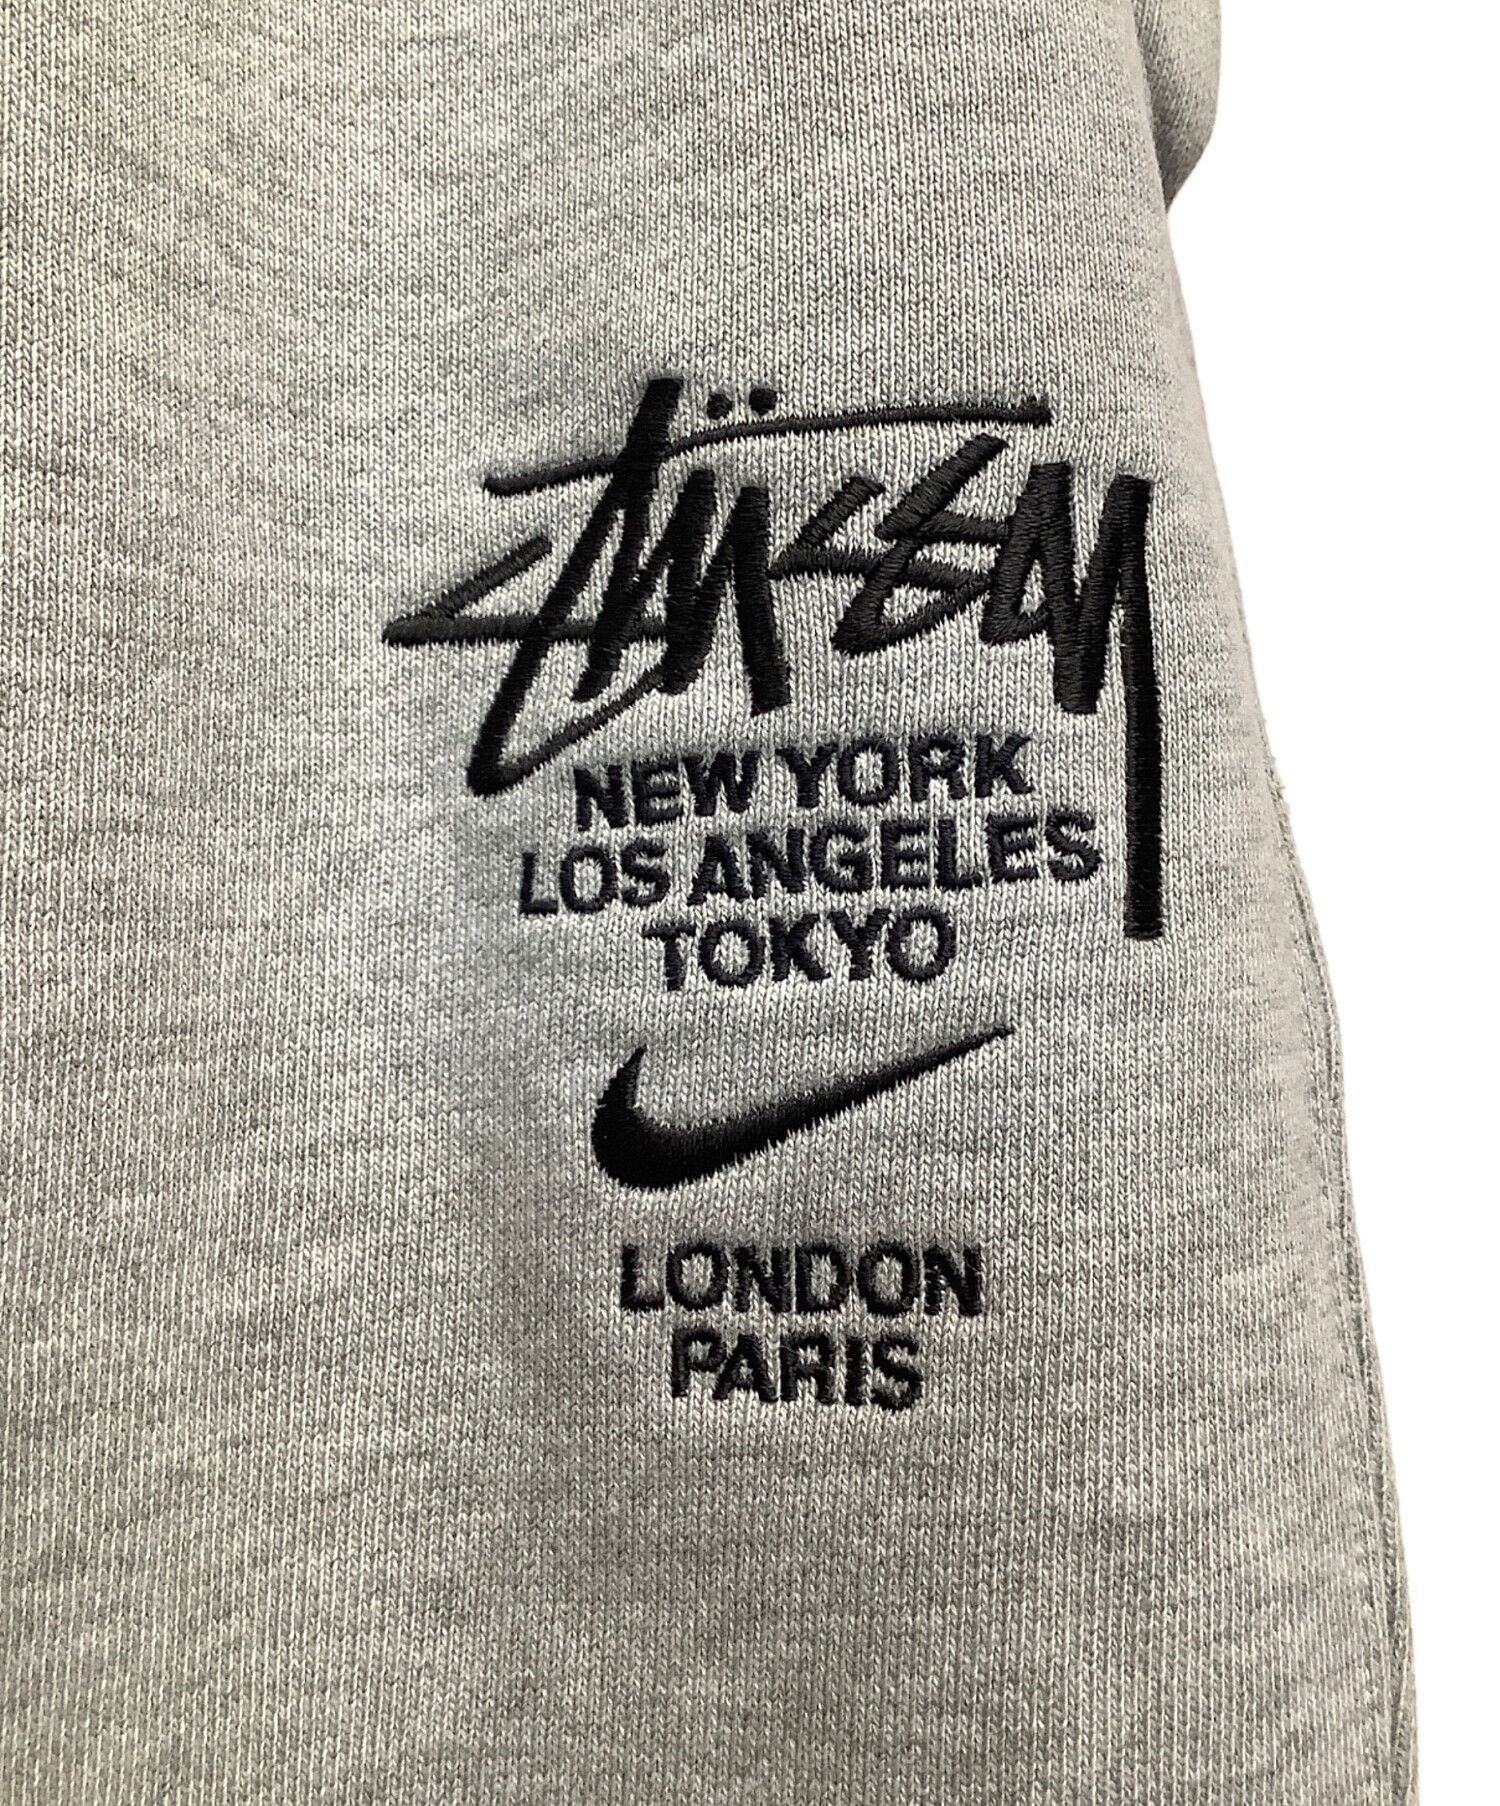 STÜSSY
NEW YORK
LOS ANGELES
TOKYO
LONDON
PARIS